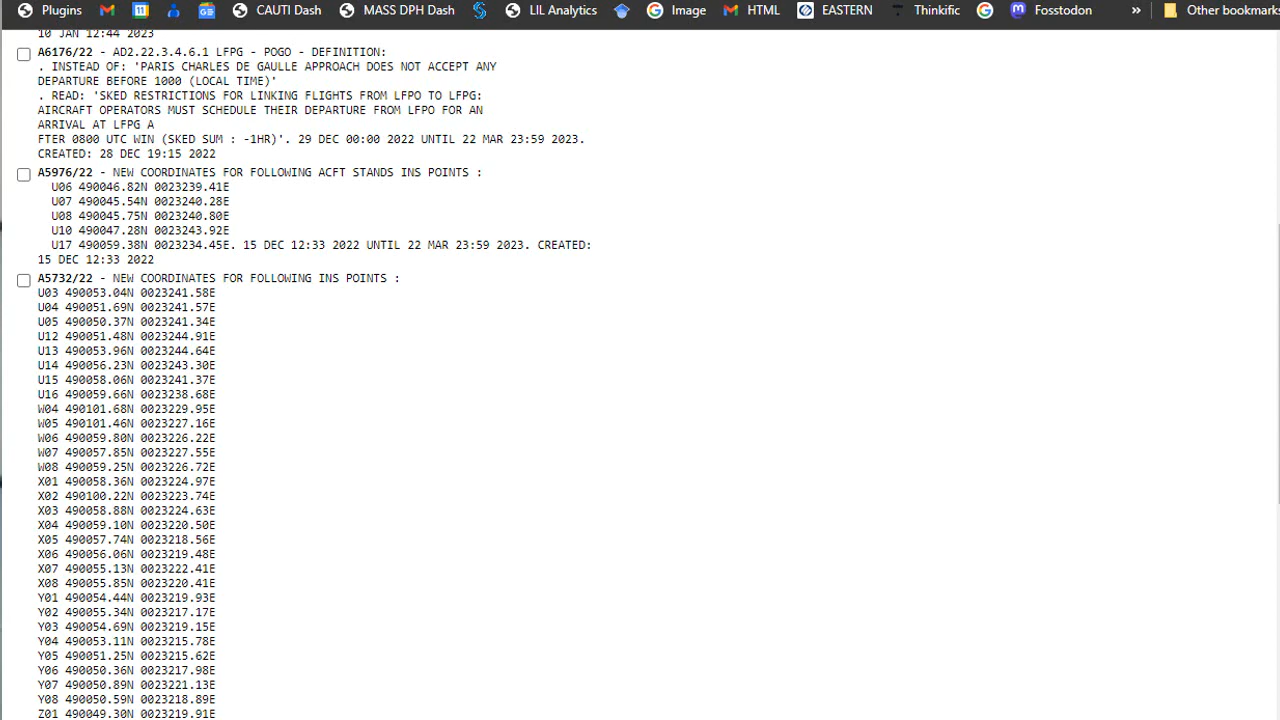 Plugins 11 CAUTI Dash MASS DPH Dash LIL Analytics Image HTML EASTERN Thinkific Fosstodon » Other bookmarks
10 JAN 12:44 2023
A6176/22 - AD2.22.3.4.6.1 LFPG - POGO - DEFINITION:
. INSTEAD OF: 'PARIS CHARLES DE GAULLE APPROACH DOES NOT ACCEPT ANY
DEPARTURE BEFORE 1000 (LOCAL TIME)'
. READ: 'SKED RESTRICTIONS FOR LINKING FLIGHTS FROM LFPO TO LFPG:
AIRCRAFT OPERATORS MUST SCHEDULE THEIR DEPARTURE FROM LFPO FOR AN
ARRIVAL AT LFPG A
FTER 0800 UTC WIN (SKED SUM : -1HR)'. 29 DEC 00:00 2022 UNTIL 22 MAR 23:59 2023.
CREATED: 28 DEC 19:15 2022
A5976/22 - NEW COORDINATES FOR FOLLOWING ACFT STANDS INS POINTS :
U06 490046.82N 0023239.41E
U07 490045.54N 0023240.28E
U08 490045.75N 0023240.80E
U10 490047.28N 0023243.92E
U17 490059.38N 0023234.45E. 15 DEC 12:33 2022 UNTIL 22 MAR 23:59 2023. CREATED:
15 DEC 12:33 2022
A5732/22 - NEW COORDINATES FOR FOLLOWING INS POINTS :
U03 490053.04N 0023241.58E
U04 490051.69N 0023241.57E
U05 490050.37N 0023241.34E
U12 490051.48N 0023244.91E
U13 490053.96N 0023244.64E
U14 490056.23N 0023243.30E
U15 490058.06N 0023241.37E
U16 490059.66N 0023238.68E
W04 490101.68N 0023229.95E
W05 490101.46N 0023227.16E
W06 490059.80N 0023226.22E
W07 490057.85N 0023227.55E
W08 490059.25N 0023226.72E
X01 490058.36N 0023224.97E
X02 490100.22N 0023223.74E
X03 490058.88N 0023224.63E
X04 490059.10N 0023220.50E
X05 490057.74N 0023218.56E
X06 490056.06N 0023219.48E
X07 490055.13N 0023222.41E
X08 490055.85N 0023220.41E
Y01 490054.44N 0023219.93E
Y02 490055.34N 0023217.17E
Y03 490054.69N 0023219.15E
Y04 490053.11N 0023215.78E
Y05 490051.25N 0023215.62E
Y06 490050.36N 0023217.98E
Y07 490050.89N 0023221.13E
Y08 490050.59N 0023218.89E
Z01 490049.30N 0023219.91E